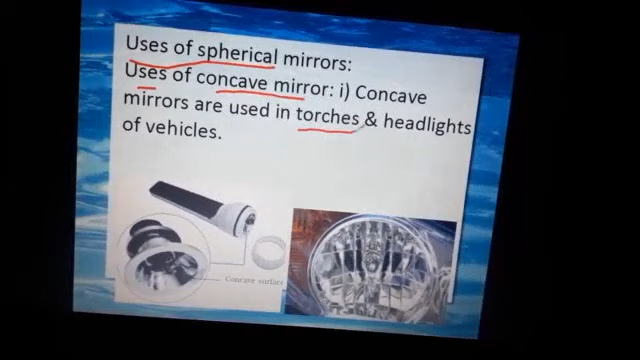 Uses of spherical mirrors:
Uses of concave mirror: i) Concave
mirrors are used in torches & headlights
of vehicles.
Concave surface